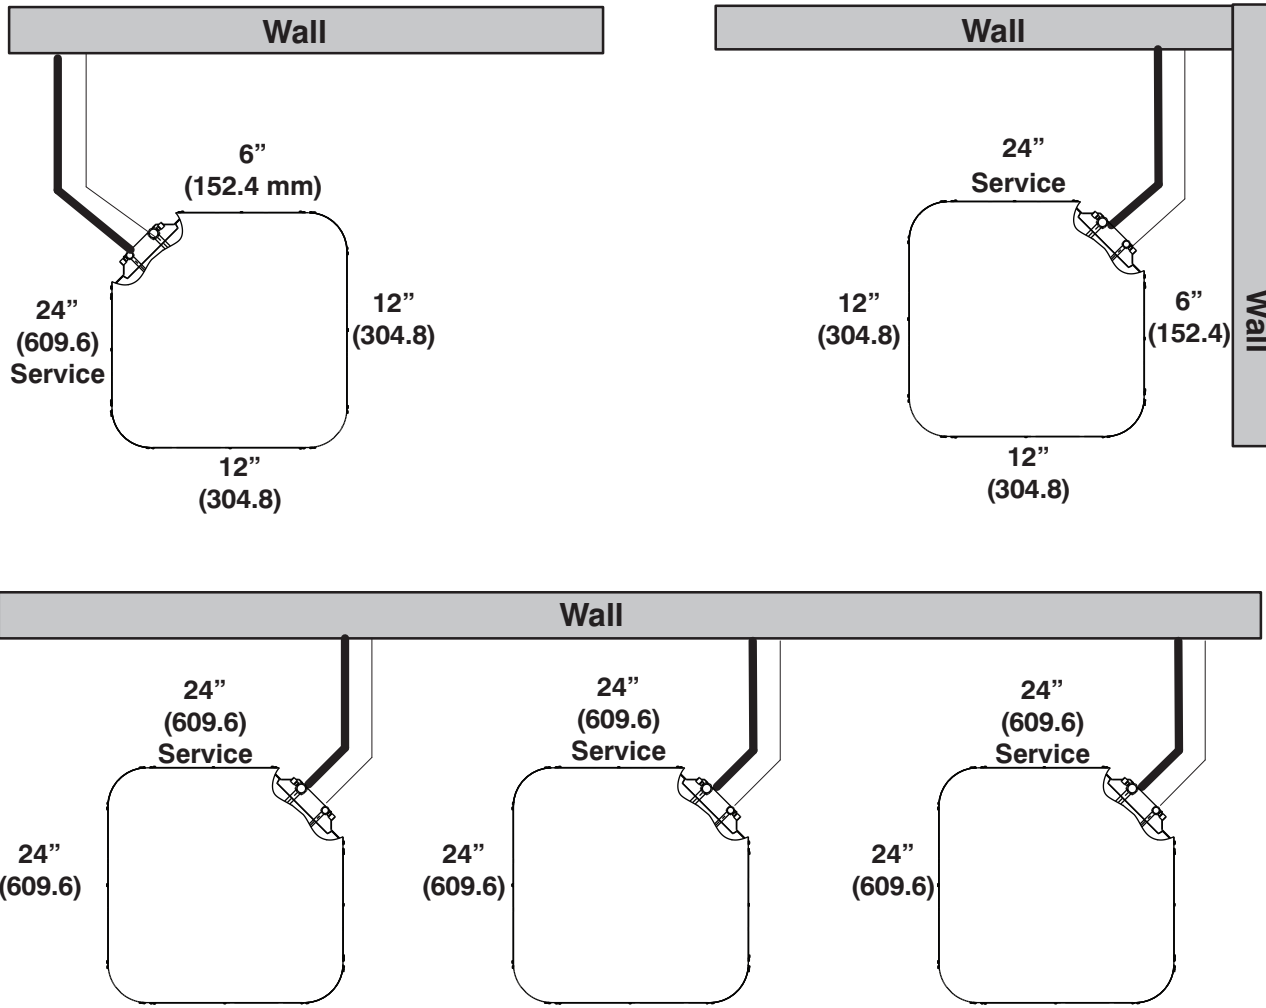 Wall
6”
(152.4 mm)
24”
(609.6)
Service
12”
(304.8)
12”
(304.8)
Wall
24”
Service
12”
(304.8)
6”
(152.4)
Wall
12”
(304.8)
Wall
24”
(609.6)
Service
24”
(609.6)
Service
24”
(609.6)
Service
24”
(609.6)
24”
(609.6)
24”
(609.6)